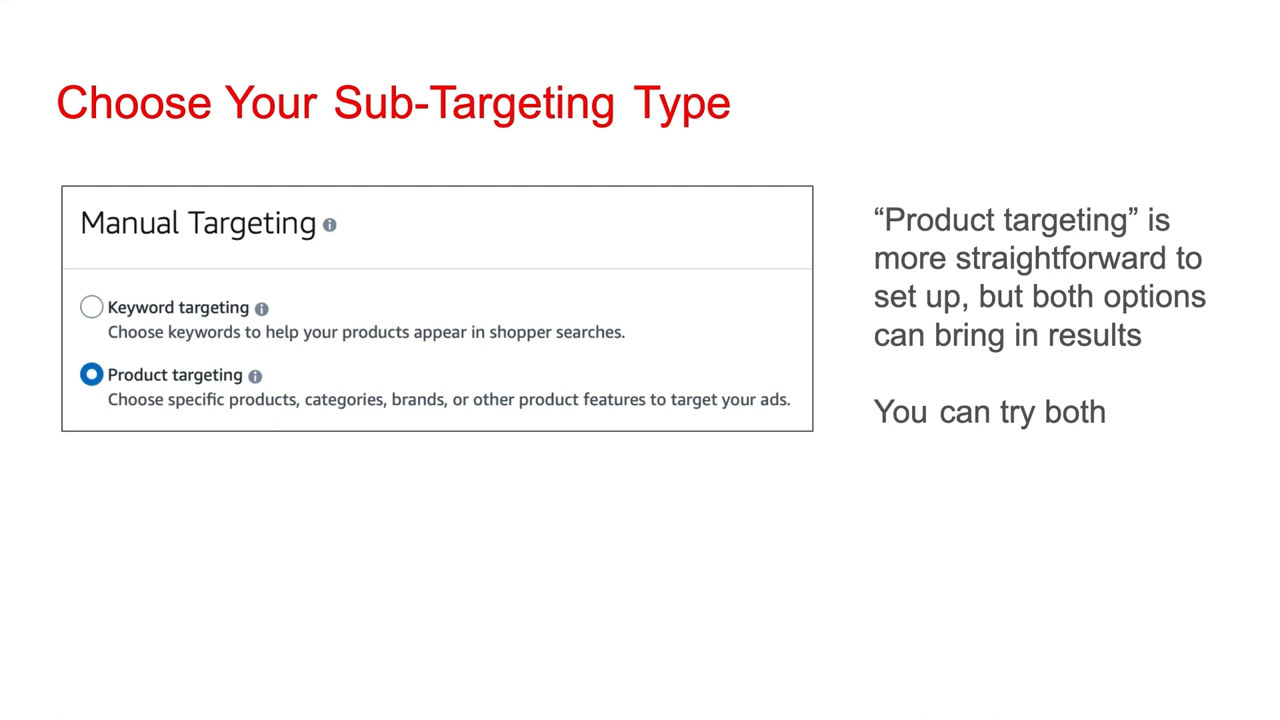 Choose Your Sub-Targeting Type
Manual Targeting
Keyword targeting
Choose keywords to help your products appear in shopper searches.
Product targeting
Choose specific products, categories, brands, or other product features to target your ads.
“Product targeting” is
more straightforward to
set up, but both options
can bring in results
You can try both